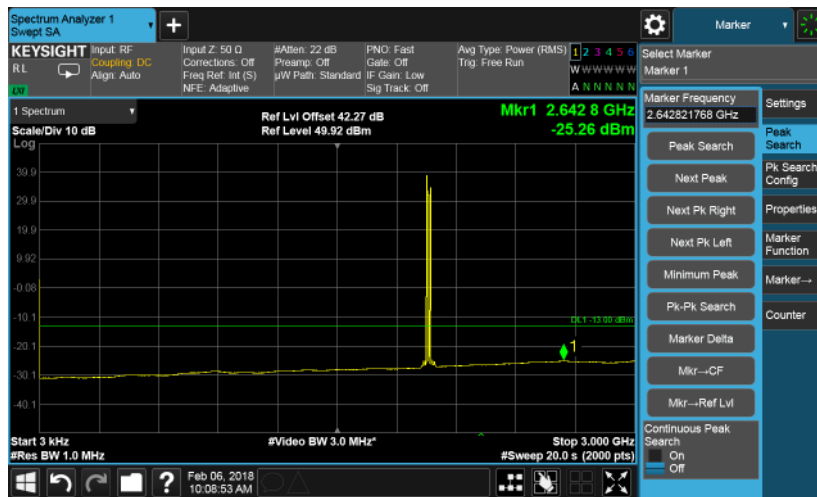 Spectrum Analyzer 1
Swept SA
+
Marker
KEYSIGHT
RL
LXI
Input: RF
Coupling: DC
Align: Auto
Input Z: 50 Ω
Corrections: Off
Freq Ref: Int (S)
NFE: Adaptive
#Atten: 22 dB
Preamp: Off
µW Path: Standard
PNO: Fast
Gate: Off
IF Gain: Low
Sig Track: Off
Avg Type: Power (RMS)
Trig: Free Run
1 2 3 4 5 6
W W W W W W
A N N N N N
Select Marker
Marker 1
1 Spectrum
Scale/Div 10 dB
Log
Ref Lvl Offset 42.27 dB
Ref Level 49.92 dBm
Mkr1 2.642 8 GHz
-25.26 dBm
39.9
29.9
19.9
9.92
-0.08
-10.1
-20.1
-30.1
-40.1
DL1 -13.00 dBm
1
Start 3 kHz
#Res BW 1.0 MHz
#Video BW 3.0 MHz*
Stop 3.000 GHz
#Sweep 20.0 s (2000 pts)
Marker Frequency
2.642821768 GHz
Peak Search
Next Peak
Next Pk Right
Next Pk Left
Minimum Peak
Pk-Pk Search
Marker Delta
Mkr→CF
Mkr→Ref Lvl
Continuous Peak
Search
On
Off
Settings
Peak
Search
Pk Search
Config
Properties
Marker
Function
Marker→
Counter
?
Feb 06, 2018
10:08:53 AM